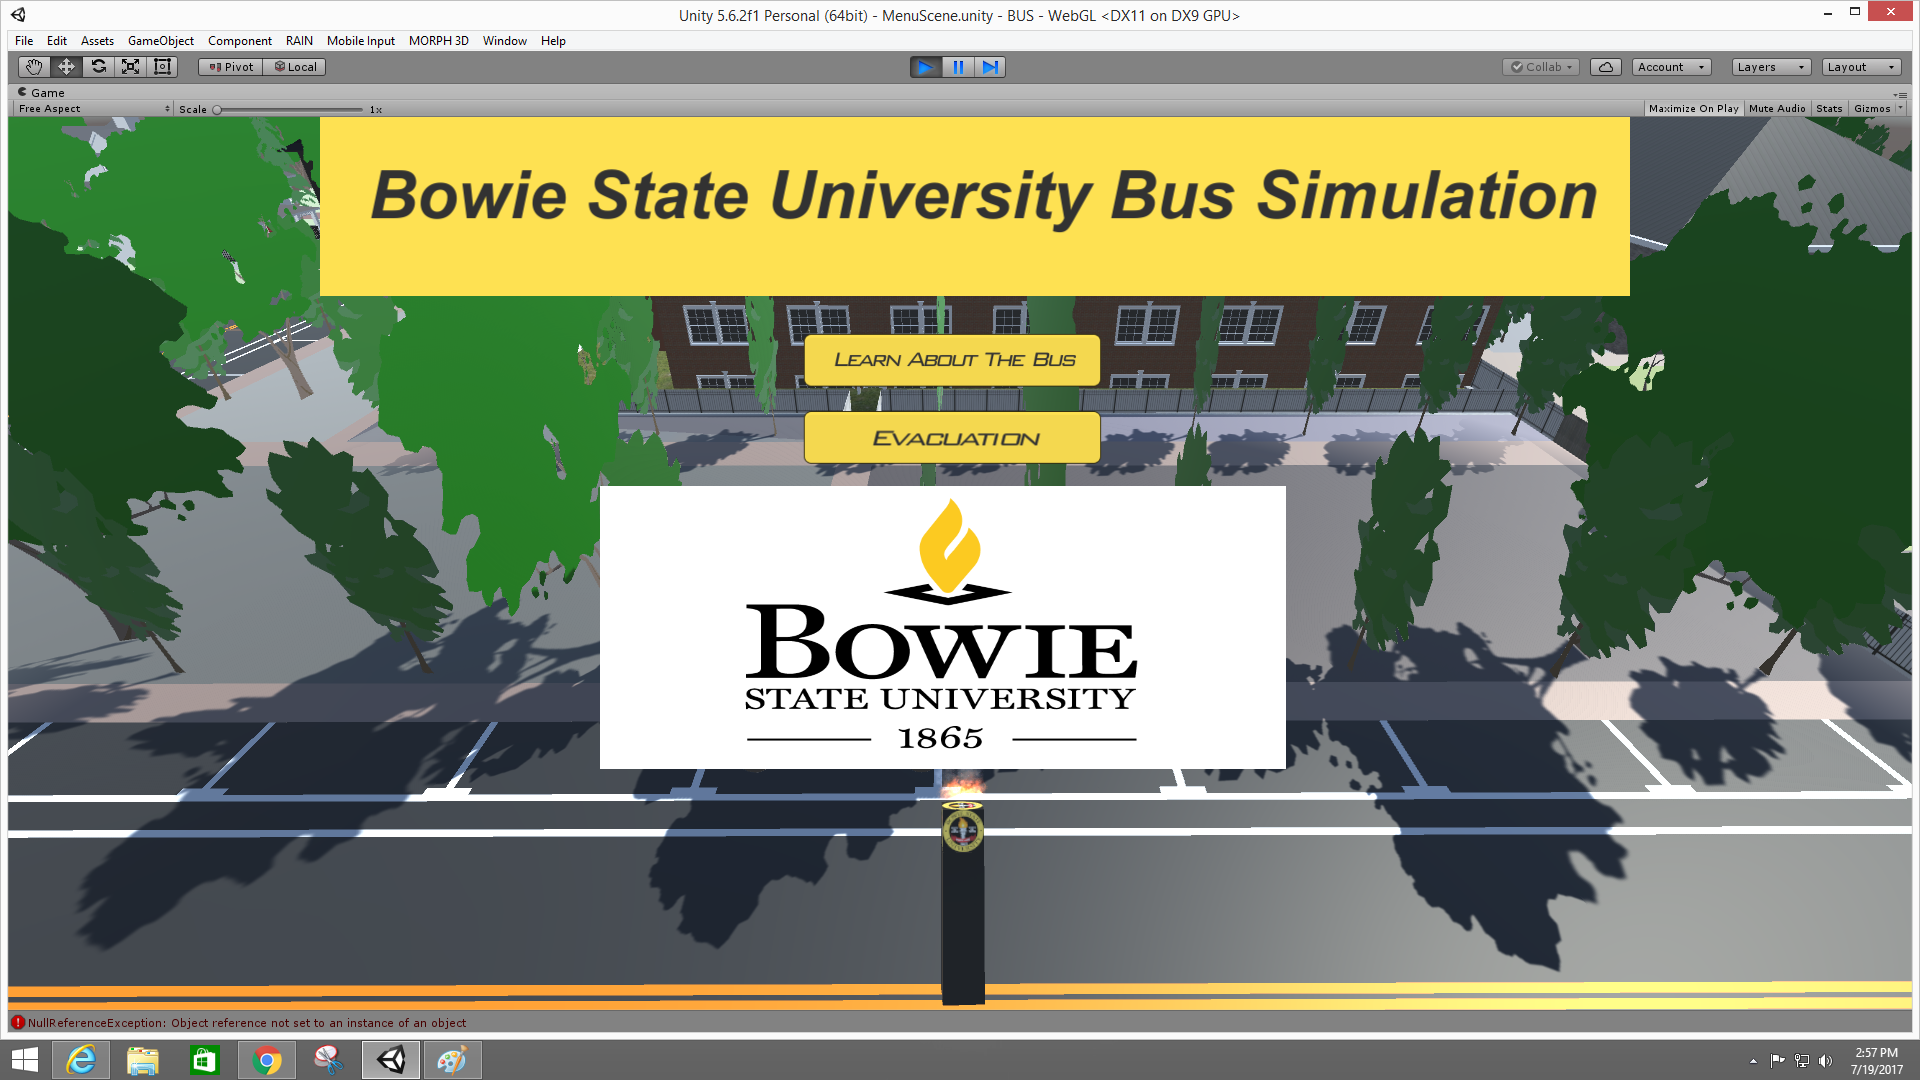 Unity 5.6.2f1 Personal (64bit) - MenuScene.unity - BUS - WebGL <DX11 on DX9 GPU>
File Edit Assets GameObject Component RAIN Mobile Input MORPH 3D Window Help
Pivot Local Collab Account Layers Layout
Game
Free Aspect Scale 1x Maximize On Play Mute Audio Stats Gizmos
Bowie State University Bus Simulation
Learn About The Bus
Evacuation
BOWIE
STATE UNIVERSITY
1865
NullReferenceException: Object reference not set to an instance of an object
2:57 PM
7/19/2017